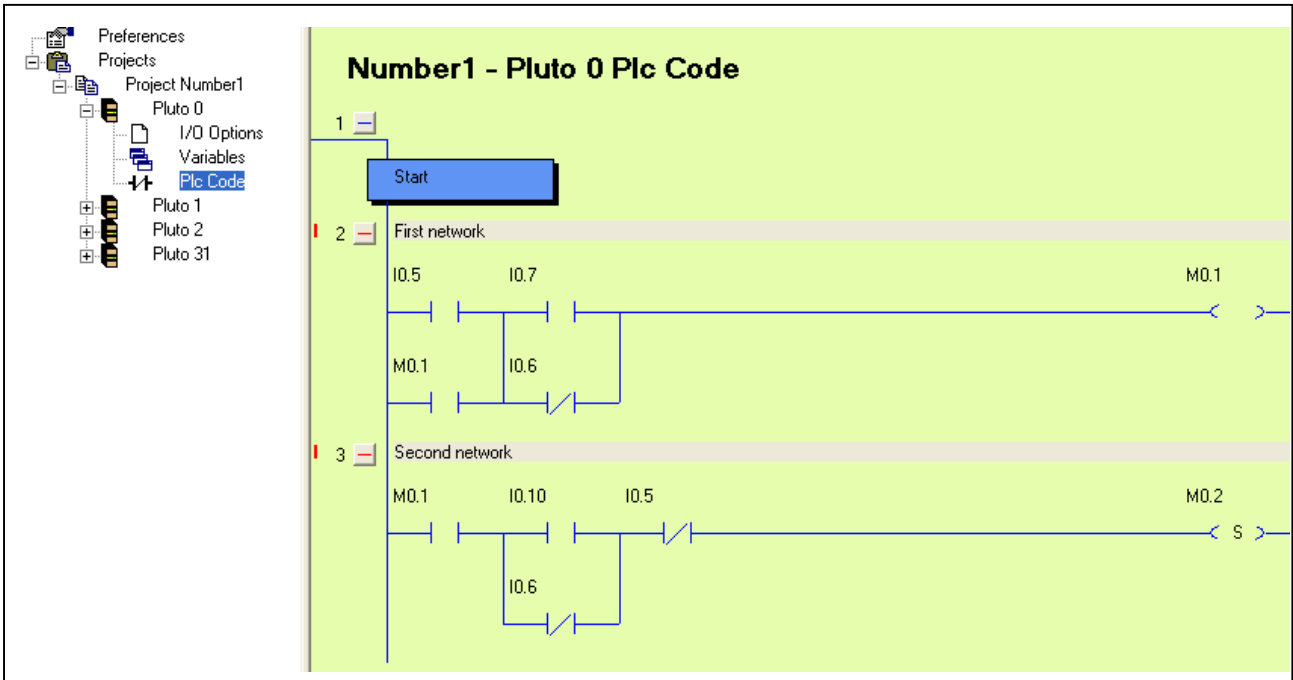 Preferences
Projects
Project Number1
Pluto 0
I/O Options
Variables
Plc Code
Pluto 1
Pluto 2
Pluto 31
Number1 - Pluto 0 Plc Code
1
Start
2 First network
I0.5 I0.7 M0.1
M0.1 I0.6
3 Second network
M0.1 I0.10 I0.5 M0.2
S
I0.6